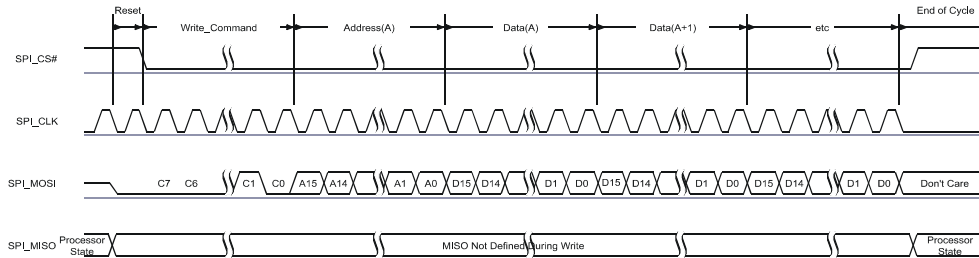 Reset
Write_Command
Address(A)
Data(A)
Data(A+1)
etc
End of Cycle
SPI_CS#
SPI_CLK
SPI_MOSI
C7 C6 C1 C0 A15 A14 A1 A0 D15 D14 D1 D0 D15 D14 D1 D0 D15 D14 D1 D0 Don't Care
SPI_MISO
Processor
State
MISO Not Defined During Write
Processor
State